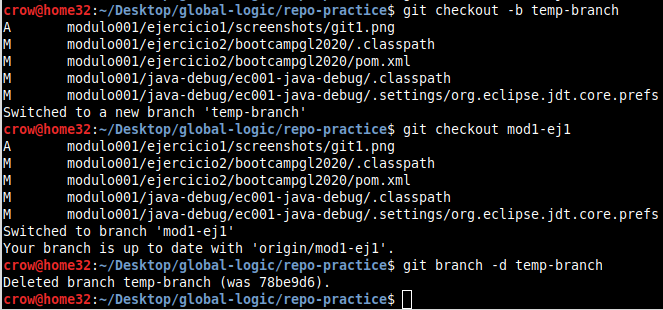 crow@home32:~/Desktop/global-logic/repo-practice$ git checkout -b temp-branch
A       modulo001/ejercicio1/screenshots/git1.png
M       modulo001/ejercicio2/bootcampgl2020/.classpath
M       modulo001/ejercicio2/bootcampgl2020/pom.xml
M       modulo001/java-debug/ec001-java-debug/.classpath
M       modulo001/java-debug/ec001-java-debug/.settings/org.eclipse.jdt.core.prefs
Switched to a new branch 'temp-branch'
crow@home32:~/Desktop/global-logic/repo-practice$ git checkout mod1-ej1
A       modulo001/ejercicio1/screenshots/git1.png
M       modulo001/ejercicio2/bootcampgl2020/.classpath
M       modulo001/ejercicio2/bootcampgl2020/pom.xml
M       modulo001/java-debug/ec001-java-debug/.classpath
M       modulo001/java-debug/ec001-java-debug/.settings/org.eclipse.jdt.core.prefs
Switched to branch 'mod1-ej1'
Your branch is up to date with 'origin/mod1-ej1'.
crow@home32:~/Desktop/global-logic/repo-practice$ git branch -d temp-branch
Deleted branch temp-branch (was 78be9d6).
crow@home32:~/Desktop/global-logic/repo-practice$